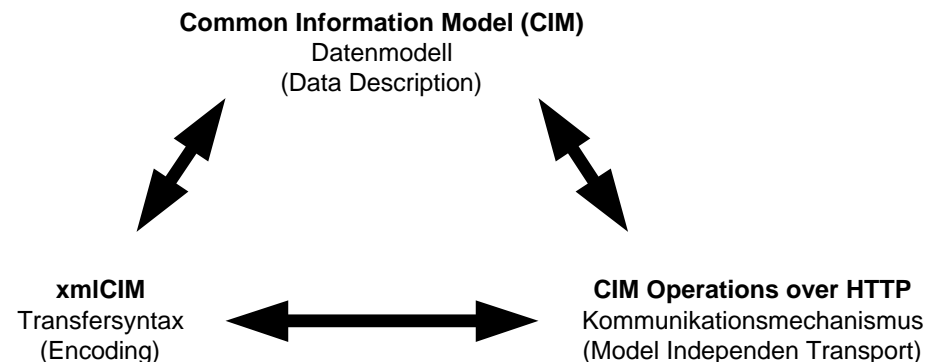 Common Information Model (CIM)
Datenmodell
(Data Description)
xmlCIM
Transfersyntax
(Encoding)
CIM Operations over HTTP
Kommunikationsmechanismus
(Model Independen Transport)